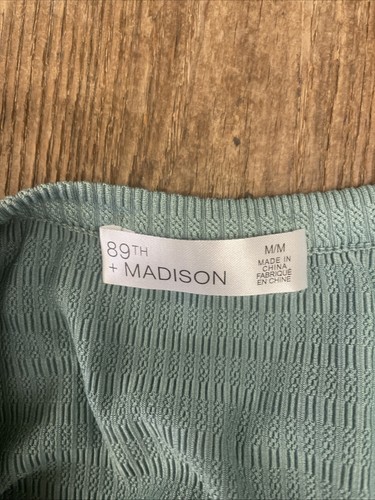 89TH
+ MADISON
M/M
MADE IN
CHINA
FABRIQUÉ
EN CHINE